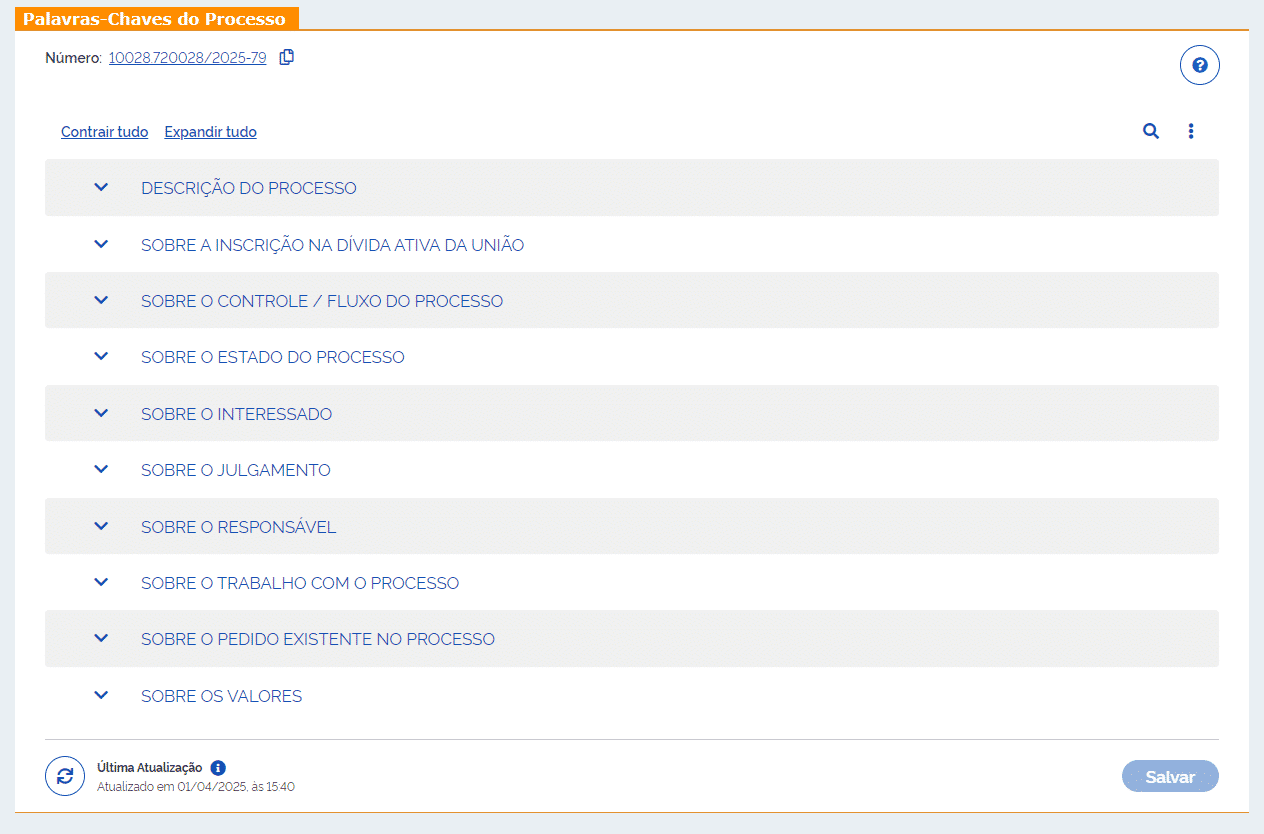 Palavras-Chaves do Processo
Número: 10028.720028/2025-79
Contrair tudo Expandir tudo
DESCRIÇÃO DO PROCESSO
SOBRE A INSCRIÇÃO NA DÍVIDA ATIVA DA UNIÃO
SOBRE O CONTROLE / FLUXO DO PROCESSO
SOBRE O ESTADO DO PROCESSO
SOBRE O INTERESSADO
SOBRE O JULGAMENTO
SOBRE O RESPONSÁVEL
SOBRE O TRABALHO COM O PROCESSO
SOBRE O PEDIDO EXISTENTE NO PROCESSO
SOBRE OS VALORES
Última Atualização
Atualizado em 01/04/2025, às 15:40
Salvar